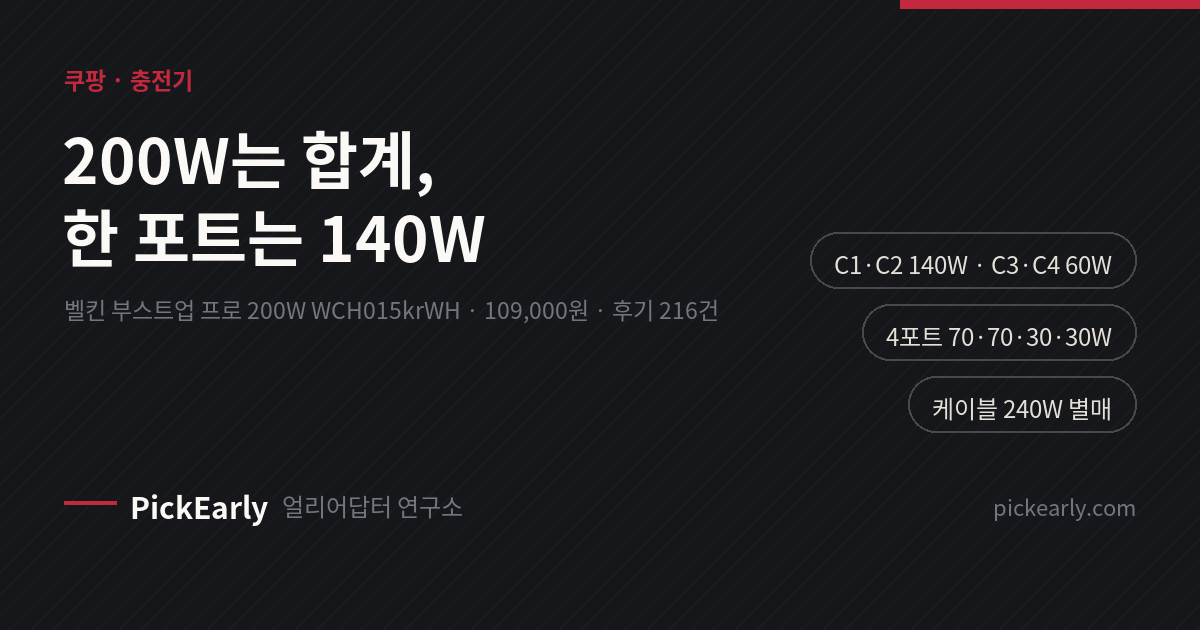 쿠팡 · 충전기
200W는 합계,
한 포트는 140W
벨킨 부스트업 프로 200W WCH015krWH · 109,000원 · 후기 216건
C1·C2 140W · C3·C4 60W
4포트 70·70·30·30W
케이블 240W 별매
PickEarly 얼리어답터 연구소
pickearly.com